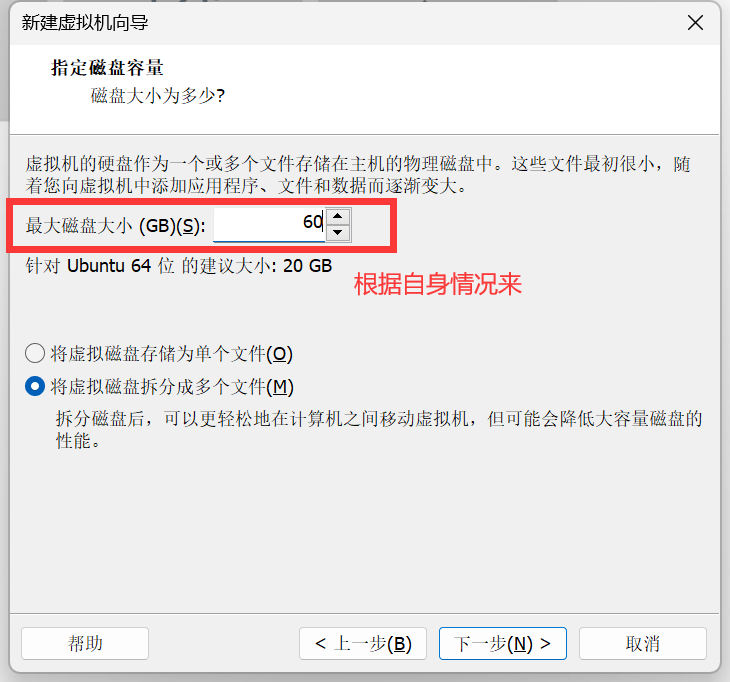 新建虚拟机向导
指定磁盘容量
磁盘大小为多少?
虚拟机的硬盘作为一个或多个文件存储在主机的物理磁盘中。这些文件最初很小，随
着您向虚拟机中添加应用程序、文件和数据而逐渐变大。
最大磁盘大小 (GB)(S): 60
针对 Ubuntu 64 位 的建议大小: 20 GB
根据自身情况来
将虚拟磁盘存储为单个文件(O)
将虚拟磁盘拆分成多个文件(M)
拆分磁盘后，可以更轻松地在计算机之间移动虚拟机，但可能会降低大容量磁盘的
性能。
帮助 < 上一步(B) 下一步(N) > 取消